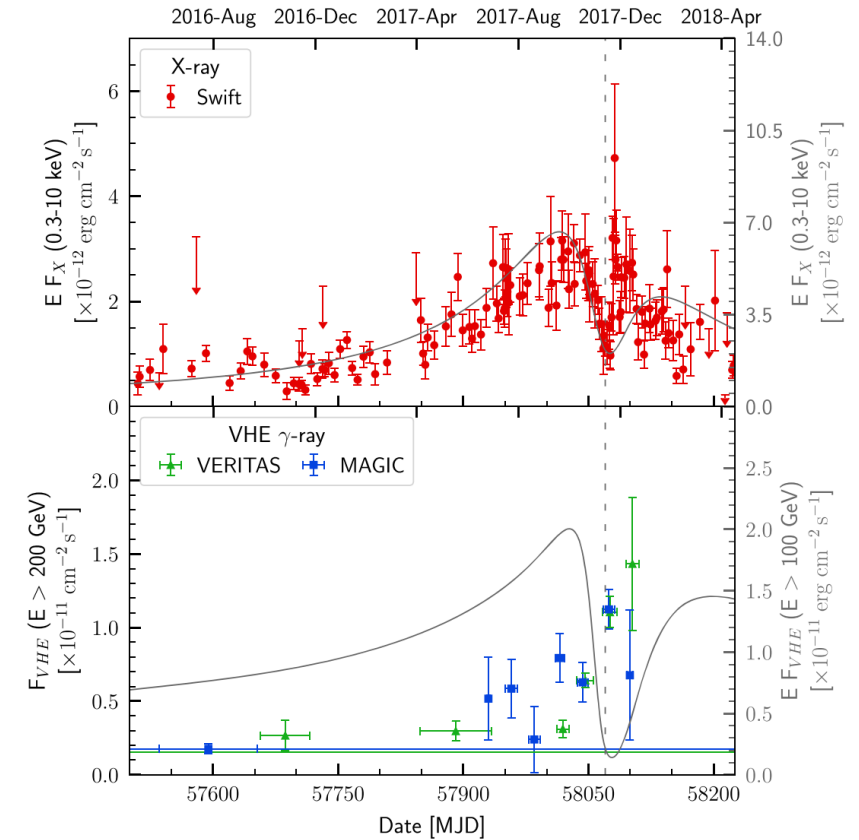 2016-Aug 2016-Dec 2017-Apr 2017-Aug 2017-Dec 2018-Apr
X-ray
Swift
E F_X (0.3-10 keV)
[×10⁻¹² erg cm⁻² s⁻¹]
6
4
2
0
14.0
10.5
7.0
3.5
0.0
E F_X (0.3-10 keV)
[×10⁻¹² erg cm⁻² s⁻¹]
VHE γ-ray
VERITAS MAGIC
F_VHE (E > 200 GeV)
[×10⁻¹¹ cm⁻² s⁻¹]
2.0
1.5
1.0
0.5
0.0
2.5
2.0
1.5
1.0
0.5
0.0
E F_VHE (E > 100 GeV)
[×10⁻¹¹ erg cm⁻² s⁻¹]
57600 57750 57900 58050 58200
Date [MJD]